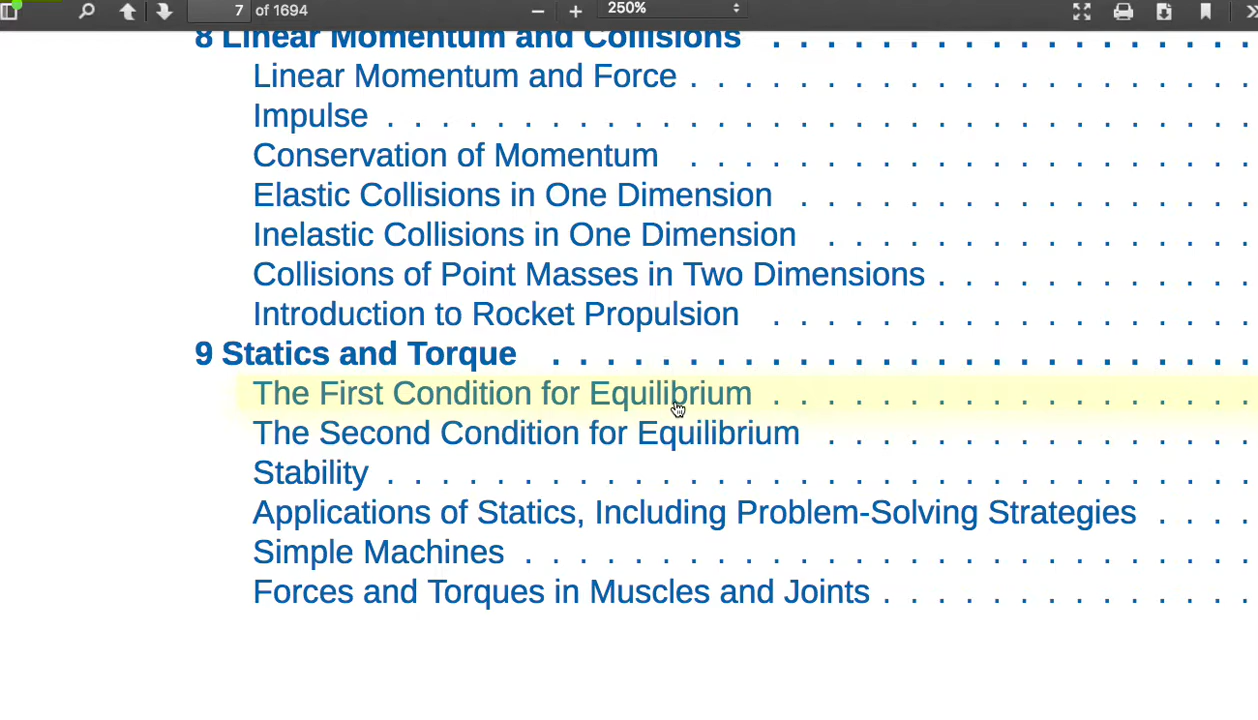 7 of 1694 250%
8 Linear Momentum and Collisions . . . . . . . . . . . . . . . . . .
Linear Momentum and Force . . . . . . . . . . . . . . . . . . . . .
Impulse . . . . . . . . . . . . . . . . . . . . . . . . . . . . . . . .
Conservation of Momentum . . . . . . . . . . . . . . . . . . . . .
Elastic Collisions in One Dimension . . . . . . . . . . . . . . . . .
Inelastic Collisions in One Dimension . . . . . . . . . . . . . . . .
Collisions of Point Masses in Two Dimensions . . . . . . . . . . . .
Introduction to Rocket Propulsion . . . . . . . . . . . . . . . . . .
9 Statics and Torque . . . . . . . . . . . . . . . . . . . . . . . . . .
The First Condition for Equilibrium . . . . . . . . . . . . . . . . . .
The Second Condition for Equilibrium . . . . . . . . . . . . . . . .
Stability . . . . . . . . . . . . . . . . . . . . . . . . . . . . . . . .
Applications of Statics, Including Problem-Solving Strategies . . . .
Simple Machines . . . . . . . . . . . . . . . . . . . . . . . . . . .
Forces and Torques in Muscles and Joints . . . . . . . . . . . . . .